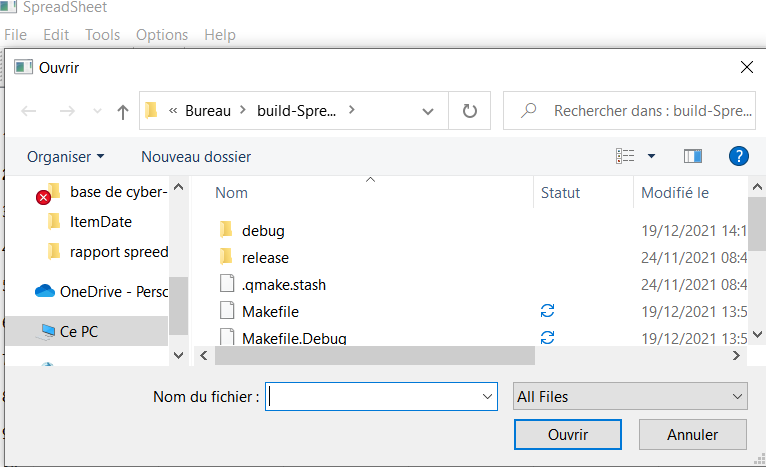 SpreadSheet
File Edit Tools Options Help
Ouvrir
« Bureau > build-Spre... >
Rechercher dans : build-Spre...
Organiser
Nouveau dossier
?
base de cyber-
ItemDate
rapport spreed
OneDrive - Perso
Ce PC
Nom Statut Modifié le
debug 19/12/2021 14:1
release 24/11/2021 08:4
.qmake.stash 24/11/2021 08:4
Makefile 19/12/2021 13:5
Makefile.Debug 19/12/2021 13:5
Nom du fichier :
All Files
Ouvrir
Annuler